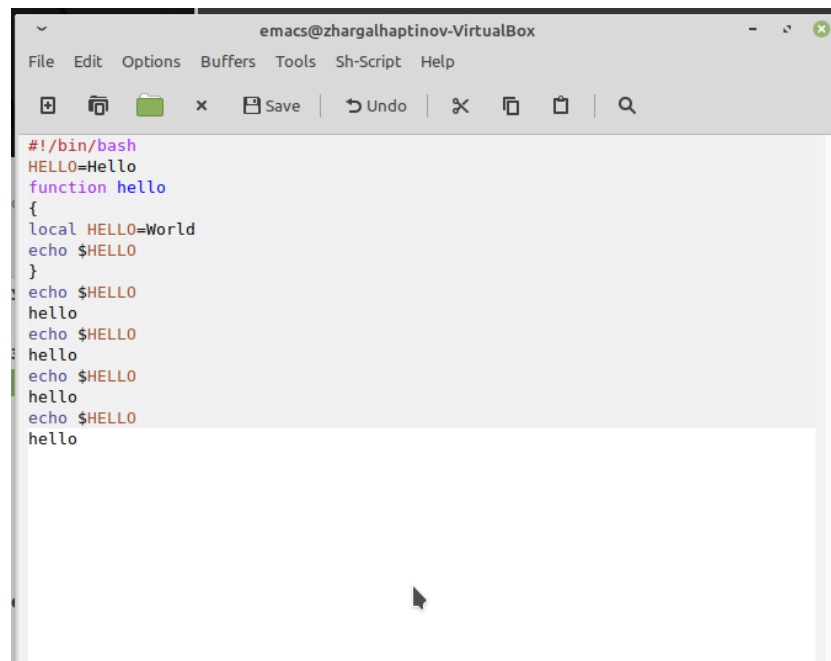 emacs@zhargalhaptinov-VirtualBox
File Edit Options Buffers Tools Sh-Script Help
Save Undo
#!/bin/bash
HELLO=Hello
function hello
{
local HELLO=World
echo $HELLO
}
echo $HELLO
hello
echo $HELLO
hello
echo $HELLO
hello
echo $HELLO
hello